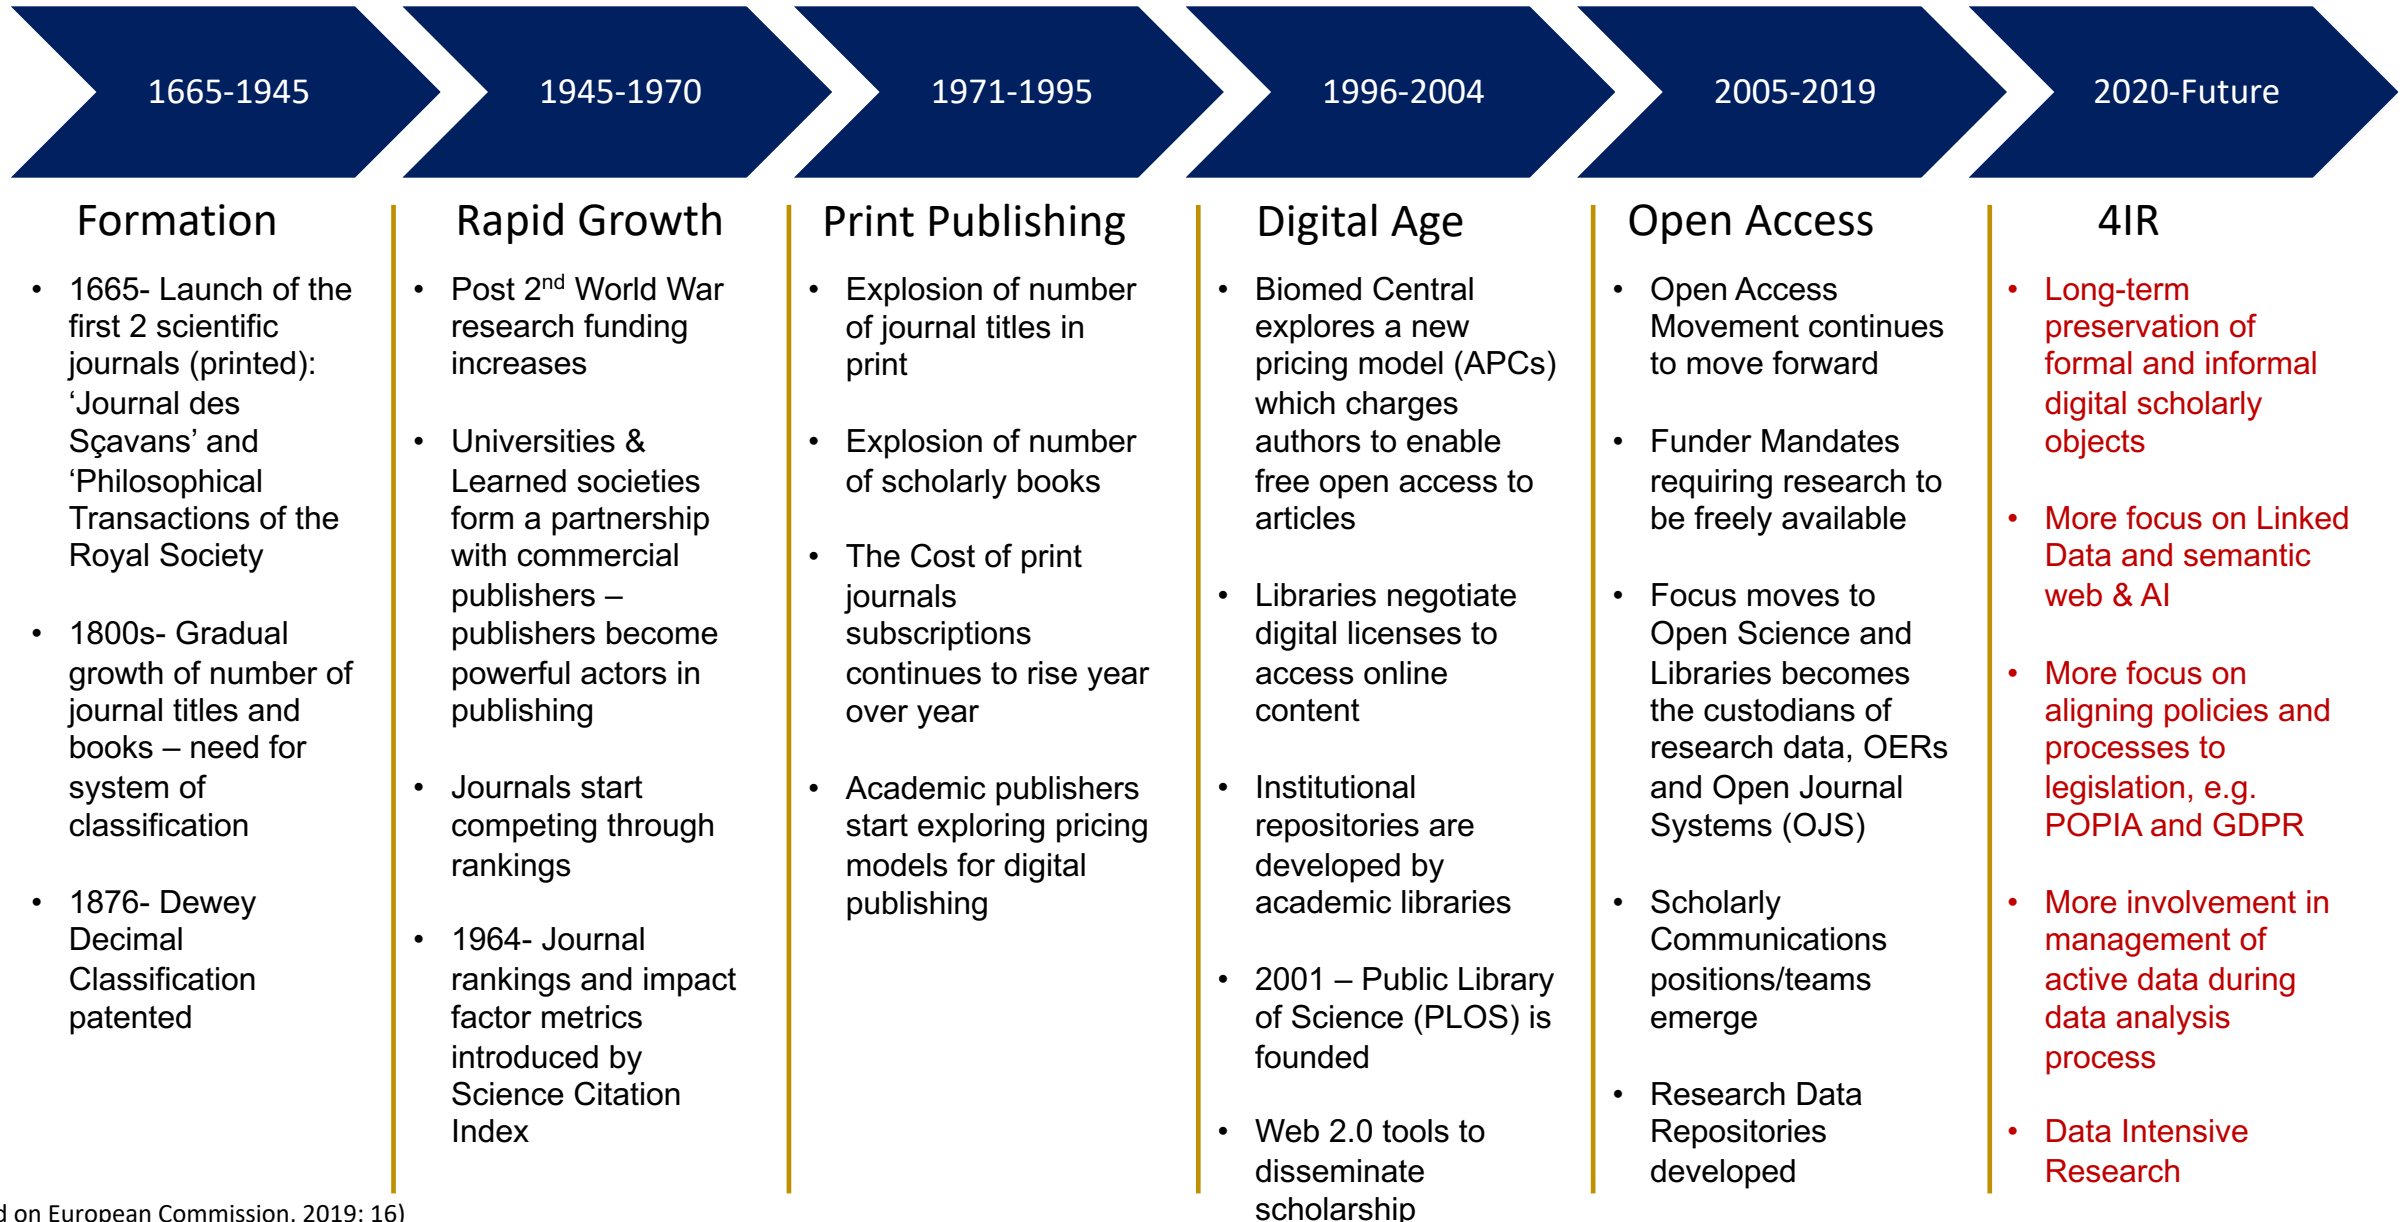 1665-1945
1945-1970
1971-1995
1996-2004
2005-2019
2020-Future
Formation
• 1665- Launch of the
first 2 scientific
journals (printed):
‘Journal des
Sçavans’ and
‘Philosophical
Transactions of the
Royal Society
• 1800s- Gradual
growth of number of
journal titles and
books – need for
system of
classification
• 1876- Dewey
Decimal
Classification
patented
Rapid Growth
• Post 2nd World War
research funding
increases
• Universities &
Learned societies
form a partnership
with commercial
publishers –
publishers become
powerful actors in
publishing
• Journals start
competing through
rankings
• 1964- Journal
rankings and impact
factor metrics
introduced by
Science Citation
Index
Print Publishing
• Explosion of number
of journal titles in
print
• Explosion of number
of scholarly books
• The Cost of print
journals
subscriptions
continues to rise year
over year
• Academic publishers
start exploring pricing
models for digital
publishing
Digital Age
• Biomed Central
explores a new
pricing model (APCs)
which charges
authors to enable
free open access to
articles
• Libraries negotiate
digital licenses to
access online
content
• Institutional
repositories are
developed by
academic libraries
• 2001 – Public Library
of Science (PLOS) is
founded
• Web 2.0 tools to
disseminate
scholarship
Open Access
• Open Access
Movement continues
to move forward
• Funder Mandates
requiring research to
be freely available
• Focus moves to
Open Science and
Libraries becomes
the custodians of
research data, OERs
and Open Journal
Systems (OJS)
• Scholarly
Communications
positions/teams
emerge
• Research Data
Repositories
developed
4IR
• Long-term
preservation of
formal and informal
digital scholarly
objects
• More focus on Linked
Data and semantic
web & AI
• More focus on
aligning policies and
processes to
legislation, e.g.
POPIA and GDPR
• More involvement in
management of
active data during
data analysis
process
• Data Intensive
Research
on European Commission, 2019: 16)